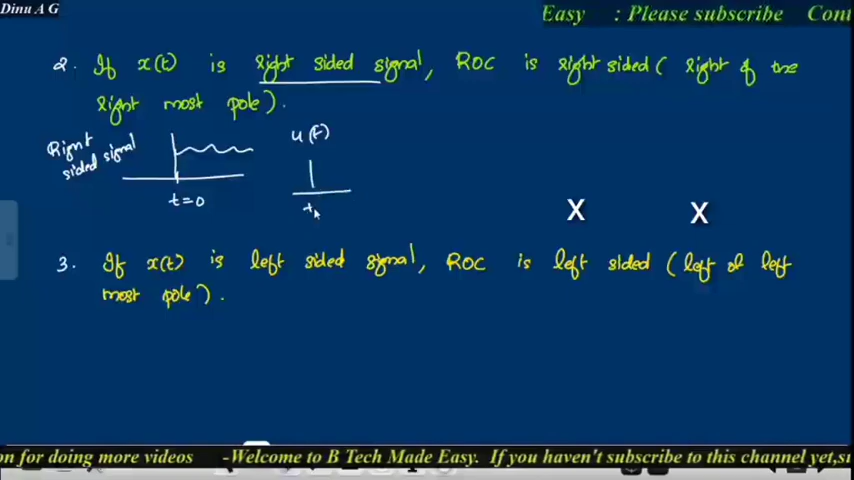 Dinu A G
Easy : Please subscribe Cont
2. If x(t) is right sided signal, ROC is right sided ( right of the
right most pole).
Right
sided signal
u(t)
t=0
X X
3. If x(t) is left sided signal, ROC is left sided (left of left
most pole).
on for doing more videos -Welcome to B Tech Made Easy. If you haven't subscribe to this channel yet,su